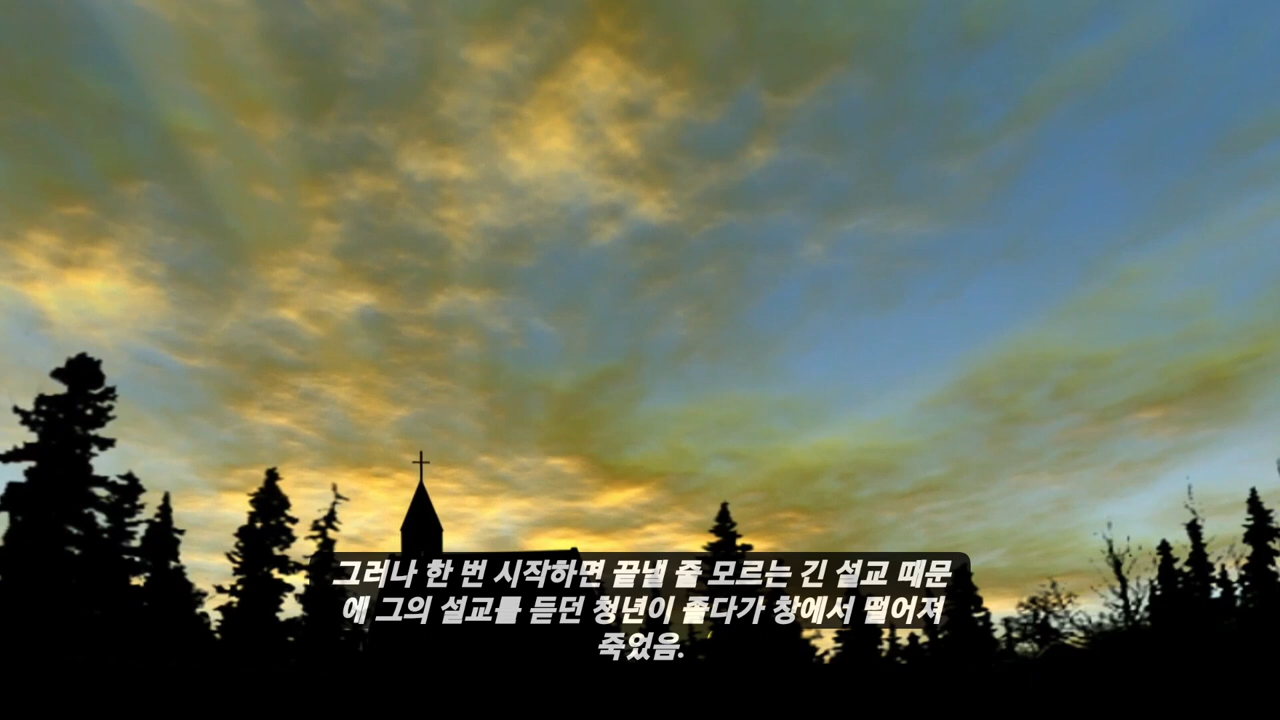 그러나 한 번 시작하면 끝낼 줄 모르는 긴 설교 때문
에 그의 설교를 듣던 청년이 졸다가 창에서 떨어져
죽었음.